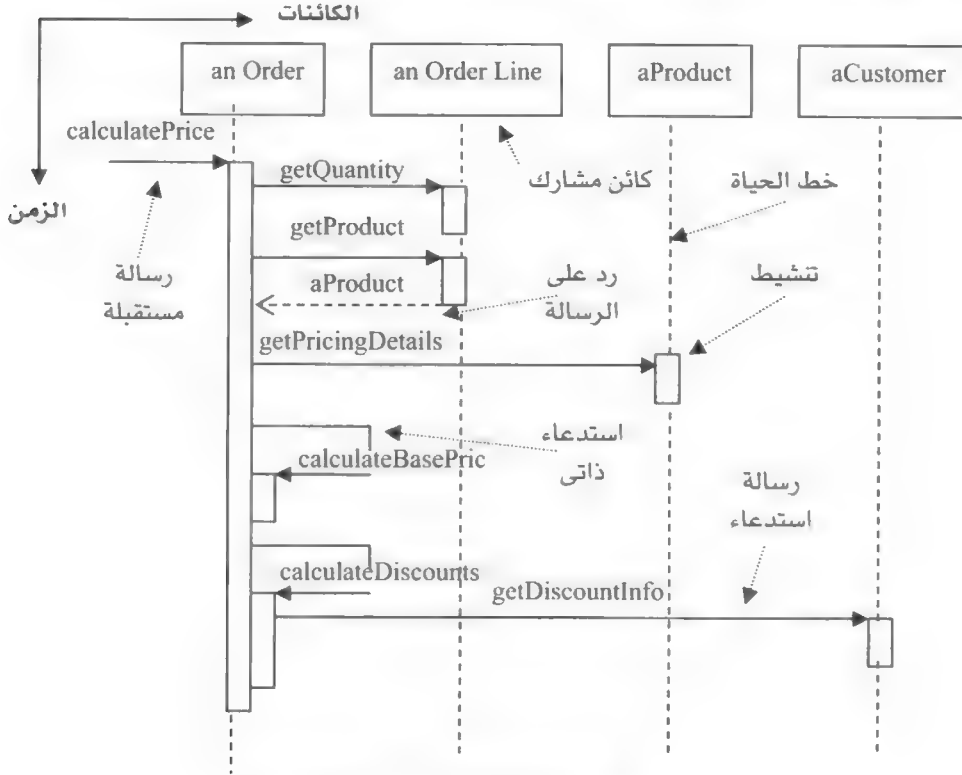 الكائنات
an Order
an Order Line
aProduct
aCustomer
calculatePrice
getQuantity
كائن مشارك
خط الحياة
الزمن
getProduct
رسالة
مستقبلة
aProduct
رد على
الرسالة
تنشيط
getPricingDetails
استدعاء
ذاتى
calculateBasePric
رسالة
استدعاء
calculateDiscounts
getDiscountInfo